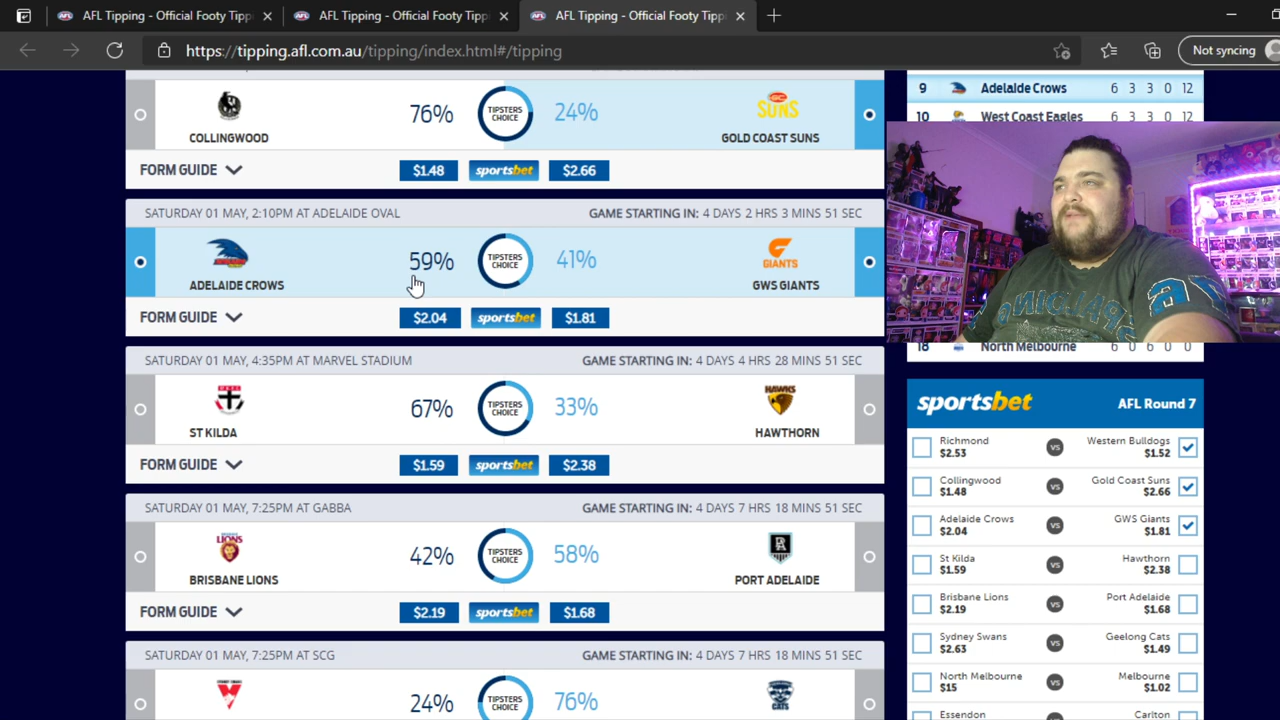 AFL Tipping - Official Footy Tipp
AFL Tipping - Official Footy Tipp
AFL Tipping - Official Footy Tipp
https://tipping.afl.com.au/tipping/index.html#/tipping
Not syncing
COLLINGWOOD
76%
TIPSTERS CHOICE
24%
SUNS
GOLD COAST SUNS
FORM GUIDE
$1.48
sportsbet
$2.66
SATURDAY 01 MAY, 2:10PM AT ADELAIDE OVAL
GAME STARTING IN: 4 DAYS 2 HRS 3 MINS 51 SEC
ADELAIDE CROWS
59%
TIPSTERS CHOICE
41%
GIANTS
GWS GIANTS
FORM GUIDE
$2.04
sportsbet
$1.81
SATURDAY 01 MAY, 4:35PM AT MARVEL STADIUM
GAME STARTING IN: 4 DAYS 4 HRS 28 MINS 51 SEC
ST KILDA
67%
TIPSTERS CHOICE
33%
HAWKS
HAWTHORN
FORM GUIDE
$1.59
sportsbet
$2.38
SATURDAY 01 MAY, 7:25PM AT GABBA
GAME STARTING IN: 4 DAYS 7 HRS 18 MINS 51 SEC
LIONS
BRISBANE LIONS
42%
TIPSTERS CHOICE
58%
PA
PORT ADELAIDE
FORM GUIDE
$2.19
sportsbet
$1.68
SATURDAY 01 MAY, 7:25PM AT SCG
GAME STARTING IN: 4 DAYS 7 HRS 18 MINS 51 SEC
24%
TIPSTERS CHOICE
76%
CATS
9 Adelaide Crows 6 3 3 0 12
10 West Coast Eagles 6 3 3 0 12
18 North Melbourne 6 0 6 0 0
sportsbet AFL Round 7
Richmond vs Western Bulldogs
$2.53 $1.52
Collingwood vs Gold Coast Suns
$1.48 $2.66
Adelaide Crows vs GWS Giants
$2.04 $1.81
St Kilda vs Hawthorn
$1.59 $2.38
Brisbane Lions vs Port Adelaide
$2.19 $1.68
Sydney Swans vs Geelong Cats
$2.63 $1.49
North Melbourne vs Melbourne
$15 $1.02
Essendon vs Carlton